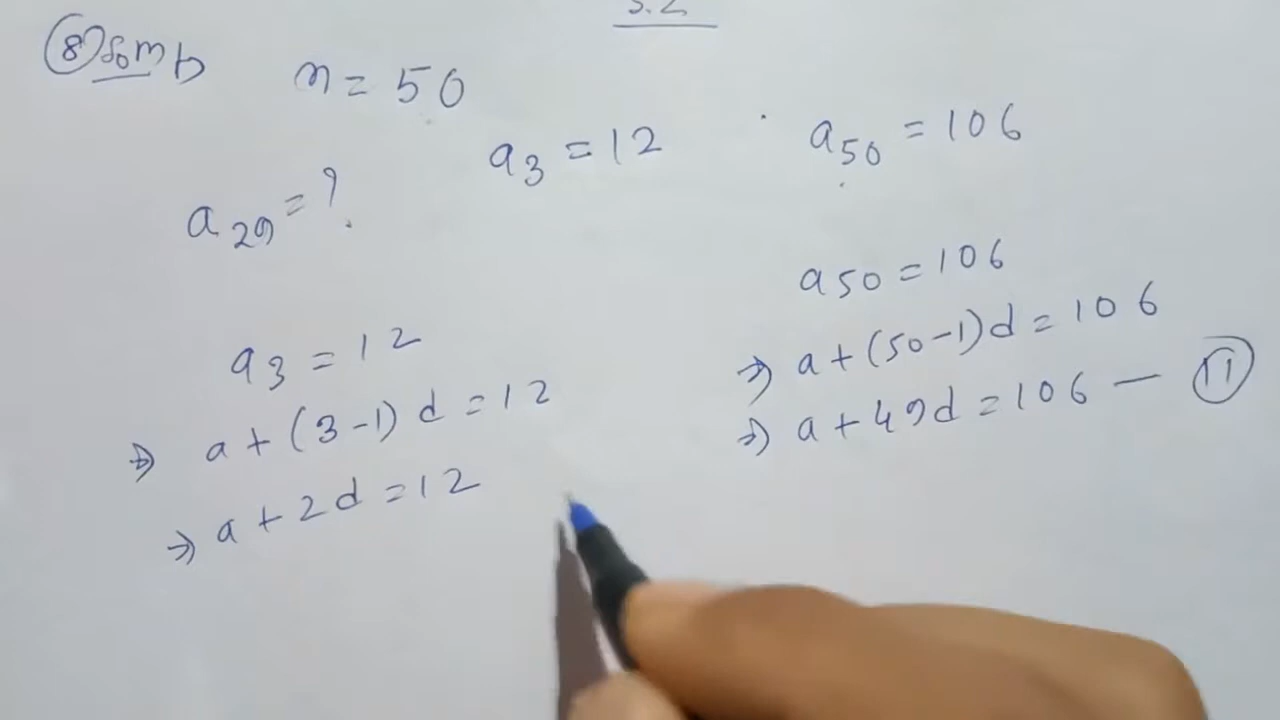 ⑧ Somb
n = 50
a₃ = 12
a₅₀ = 106
a₂₉ = ?
a₃ = 12
⇒ a + (3-1) d = 12
⇒ a + 2d = 12
a₅₀ = 106
⇒ a + (50-1)d = 106
⇒ a + 49d = 106 — ⑪